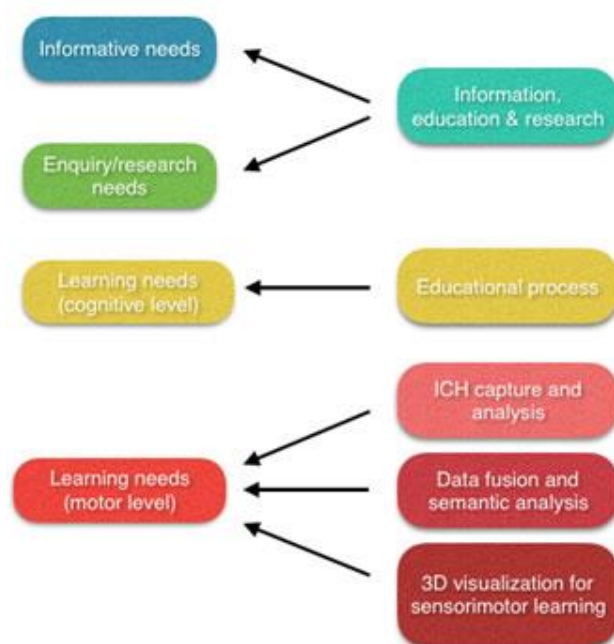 Informative needs
Information,
education & research
Enquiry/research
needs
Learning needs
(cognitive level)
Educational process
ICH capture and
analysis
Learning needs
(motor level)
Data fusion and
semantic analysis
3D visualization for
sensorimotor learning